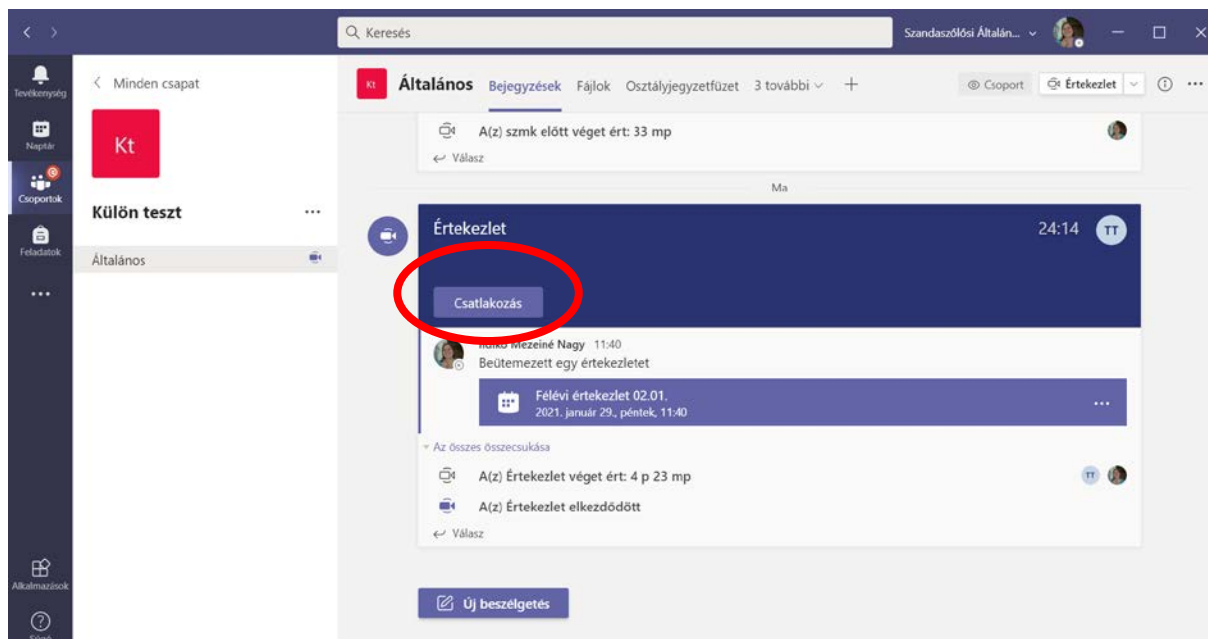 Keresés
Szandaszőlősi Általán...
Tevékenység
Naptár
Csoportok
Feladatok
Alkalmazások
Minden csapat
Kt
Külön teszt
Általános
Kt Általános Bejegyzések Fájlok Osztályjegyzetfüzet 3 további
Csoport Értekezlet
A(z) szmk előtt véget ért: 33 mp
Válasz
Ma
Értekezlet 24:14 TT
Csatlakozás
Mezeiné Nagy 11:40
Beütemezett egy értekezletet
Félévi értekezlet 02.01.
2021. január 29., péntek, 11:40
Az összes összecsukása
A(z) Értekezlet véget ért: 4 p 23 mp TT
A(z) Értekezlet elkezdődött
Válasz
Új beszélgetés